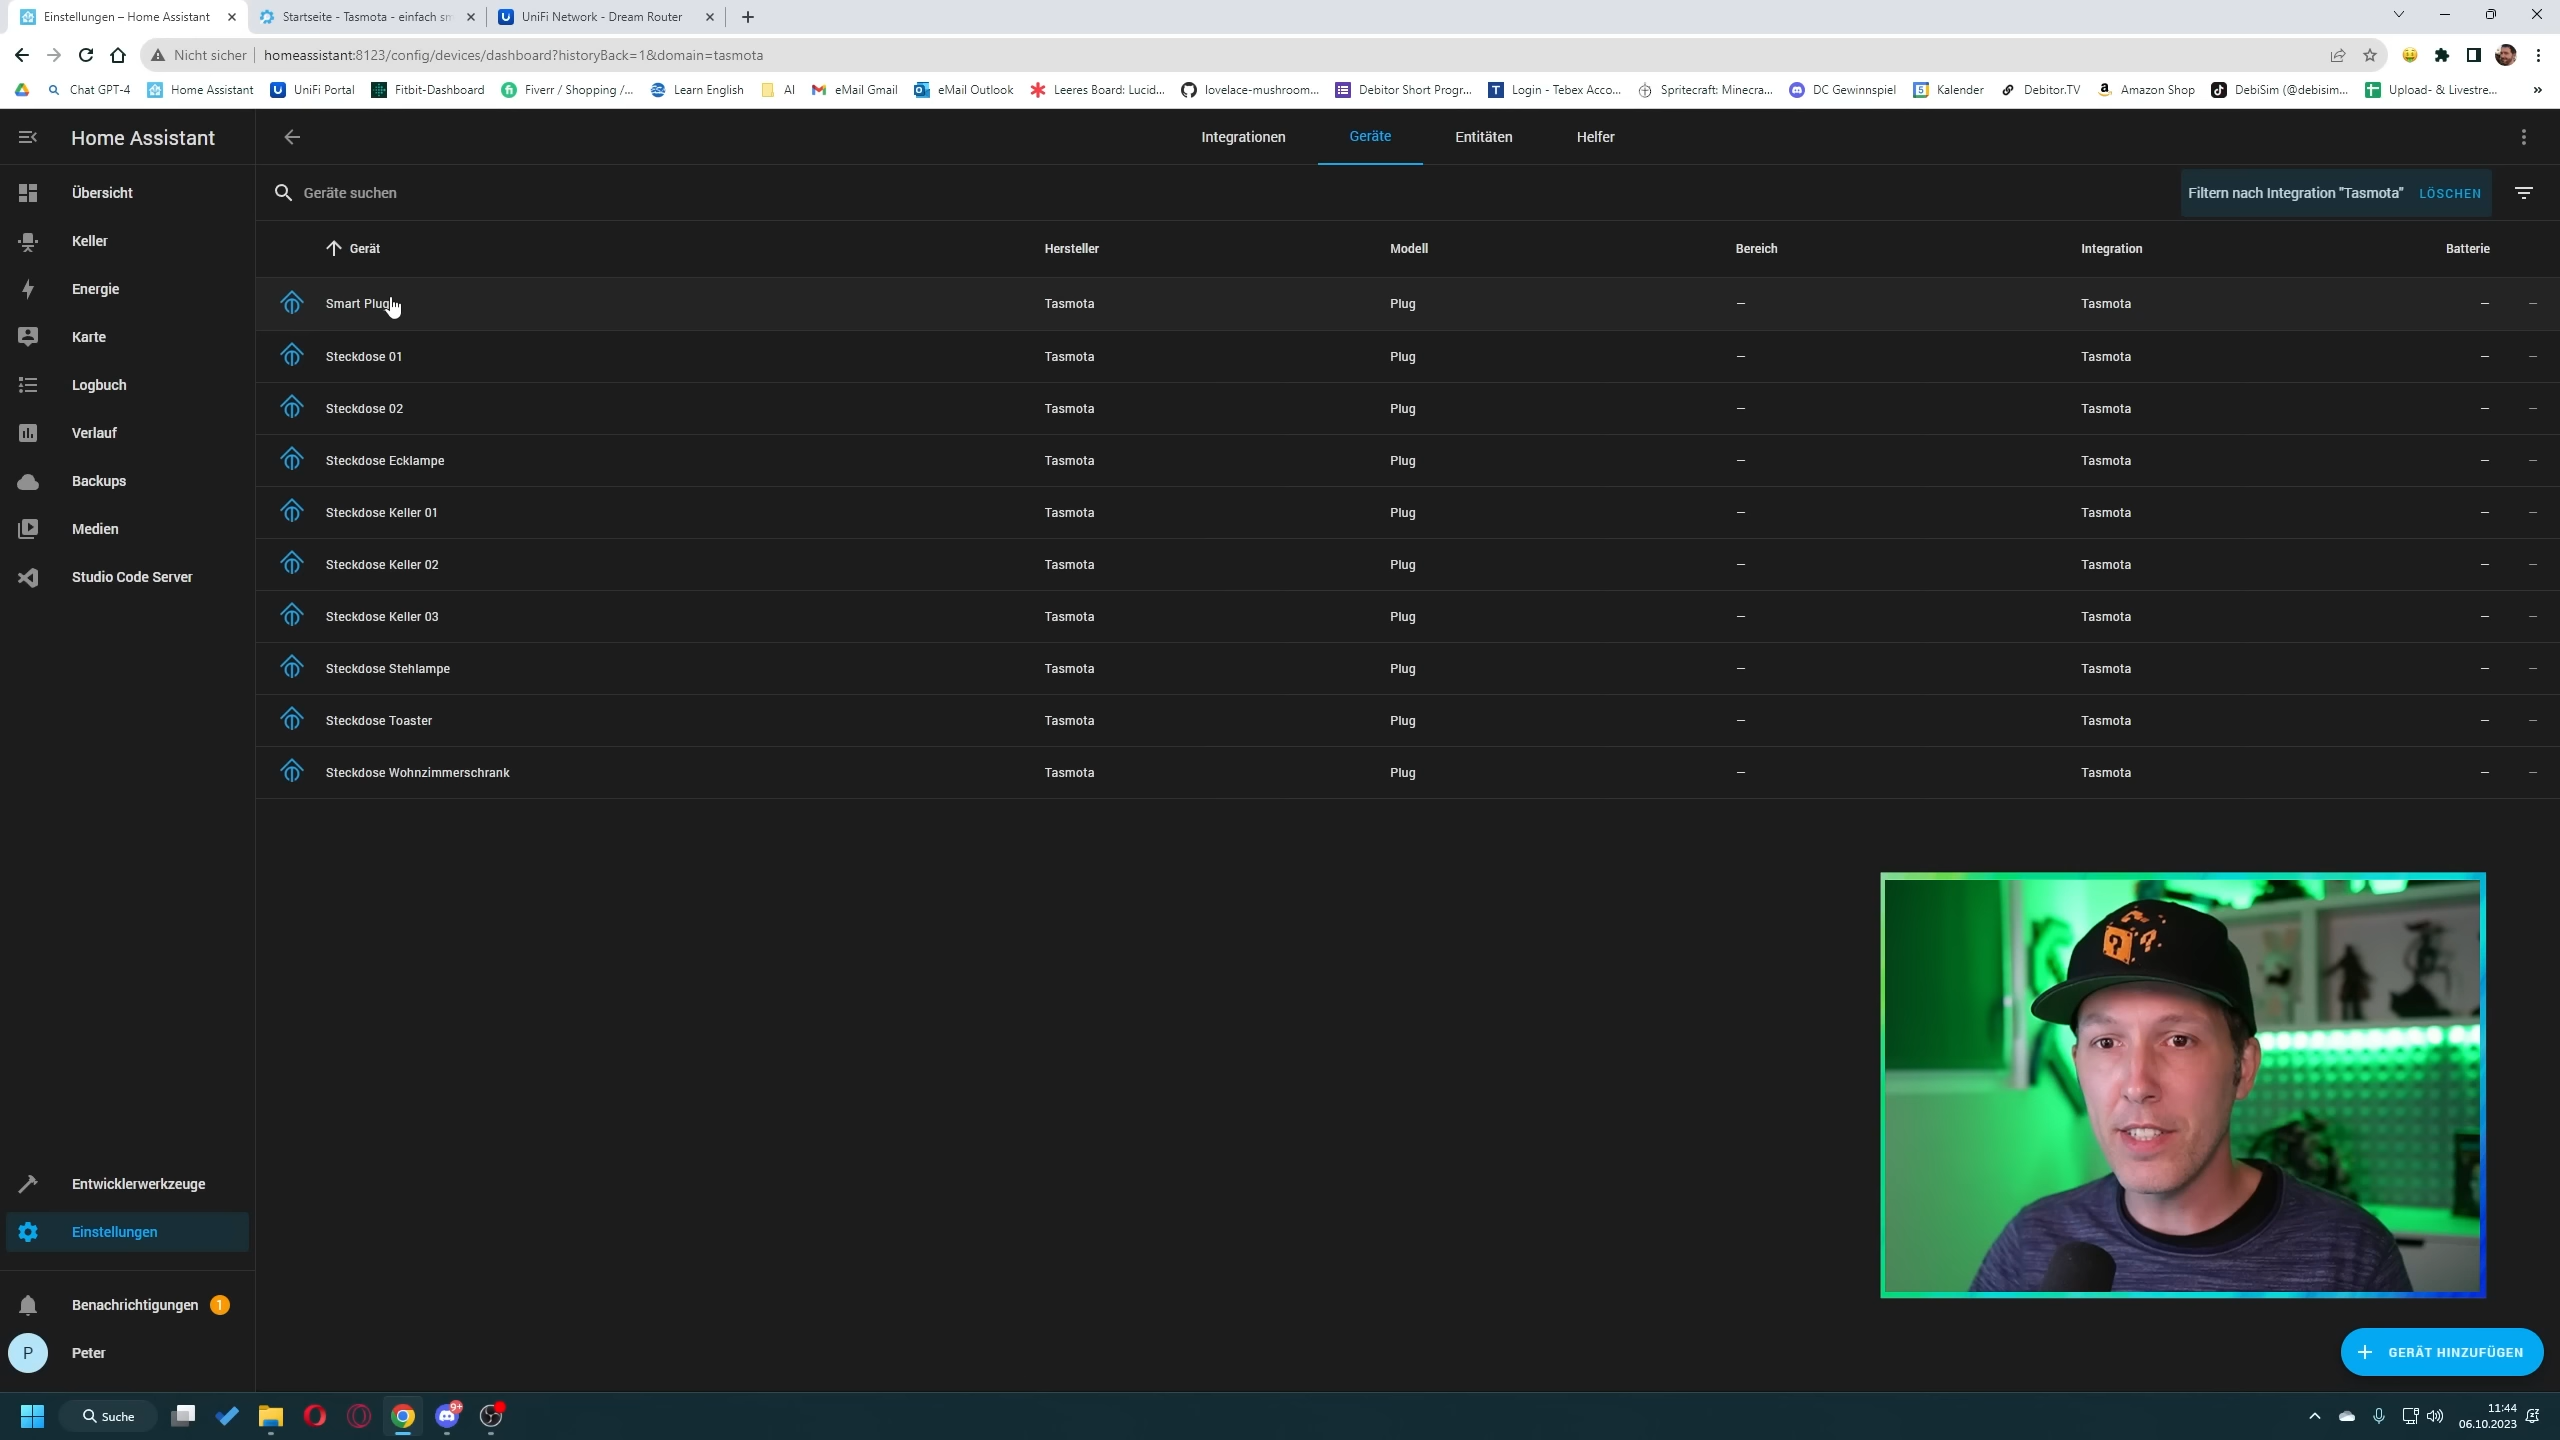 Einstellungen – Home Assistant
Startseite - Tasmota - einfach sm
UniFi Network - Dream Router
Nicht sicher
homeassistant:8123/config/devices/dashboard?historyBack=1&domain=tasmota
Chat GPT-4
Home Assistant
UniFi Portal
Fitbit-Dashboard
Fiverr / Shopping /...
Learn English
AI
eMail Gmail
eMail Outlook
Leeres Board: Lucid...
lovelace-mushroom...
Debitor Short Progr...
Login - Tebex Acco...
Spritecraft: Minecra...
DC Gewinnspiel
Kalender
Debitor.TV
Amazon Shop
DebiSim (@debisim...
Upload- & Livestre...
»
Home Assistant
Integrationen
Geräte
Entitäten
Helfer
Übersicht
Keller
Energie
Karte
Logbuch
Verlauf
Backups
Medien
Studio Code Server
Entwicklerwerkzeuge
Einstellungen
Benachrichtigungen 1
P Peter
Geräte suchen
Filtern nach Integration "Tasmota" LÖSCHEN
Gerät Hersteller Modell Bereich Integration Batterie
Smart Plug Tasmota Plug – Tasmota – –
Steckdose 01 Tasmota Plug – Tasmota – –
Steckdose 02 Tasmota Plug – Tasmota – –
Steckdose Ecklampe Tasmota Plug – Tasmota – –
Steckdose Keller 01 Tasmota Plug – Tasmota – –
Steckdose Keller 02 Tasmota Plug – Tasmota – –
Steckdose Keller 03 Tasmota Plug – Tasmota – –
Steckdose Stehlampe Tasmota Plug – Tasmota – –
Steckdose Toaster Tasmota Plug – Tasmota – –
Steckdose Wohnzimmerschrank Tasmota Plug – Tasmota – –
? ?
GERÄT HINZUFÜGEN
Suche
9+
11:44
06.10.2023